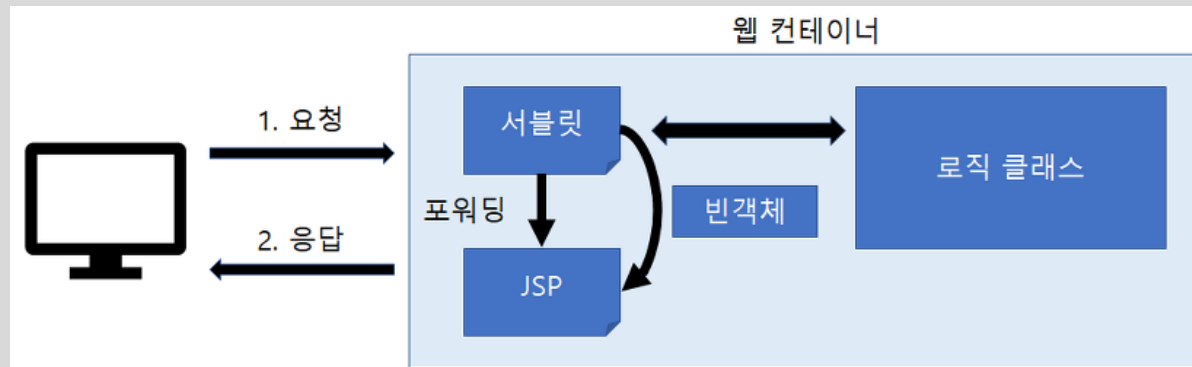 웹 컨테이너
1. 요청
서블릿
로직 클래스
포워딩
빈객체
2. 응답
JSP